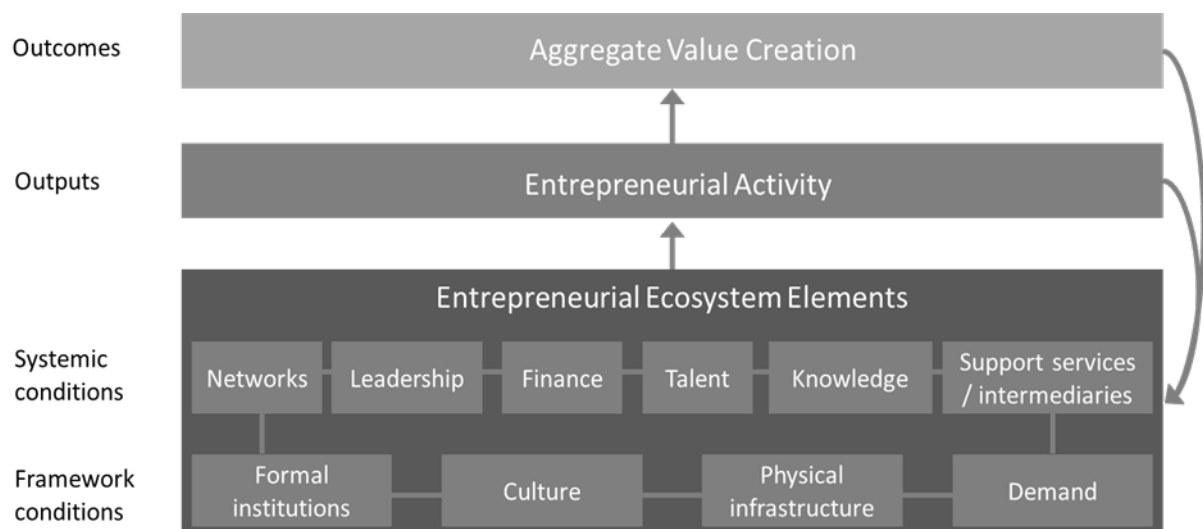 Outcomes
Aggregate Value Creation
Outputs
Entrepreneurial Activity
Entrepreneurial Ecosystem Elements
Systemic
conditions
Networks
Leadership
Finance
Talent
Knowledge
Support services
/ intermediaries
Framework
conditions
Formal
institutions
Culture
Physical
infrastructure
Demand